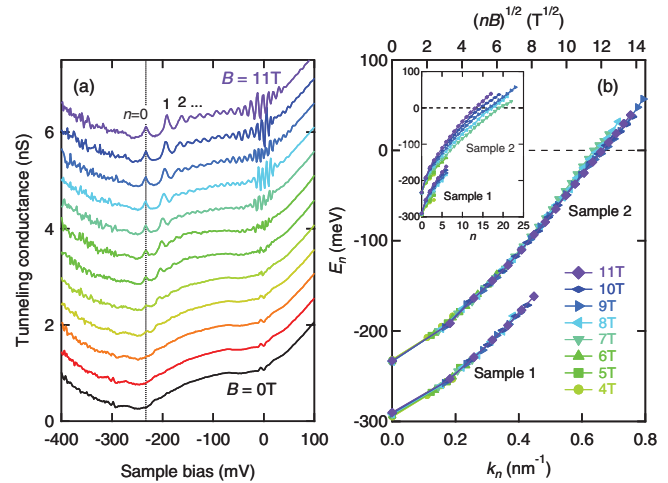 (a)
B = 11T
n=0
1
2 ...
B = 0T
Tunneling conductance (nS)
6
4
2
0
-400
-300
-200
-100
0
100
Sample bias (mV)
(nB)^1/2 (T^1/2)
0
2
4
6
8
10
12
14
(b)
100
0
-100
-200
-300
E_n (meV)
Sample 2
Sample 1
11T
10T
9T
8T
7T
6T
5T
4T
0.0
0.2
0.4
0.6
0.8
k_n (nm^-1)
100
0
-100
-200
-300
Sample 2
Sample 1
0
5
10
15
20
25
n